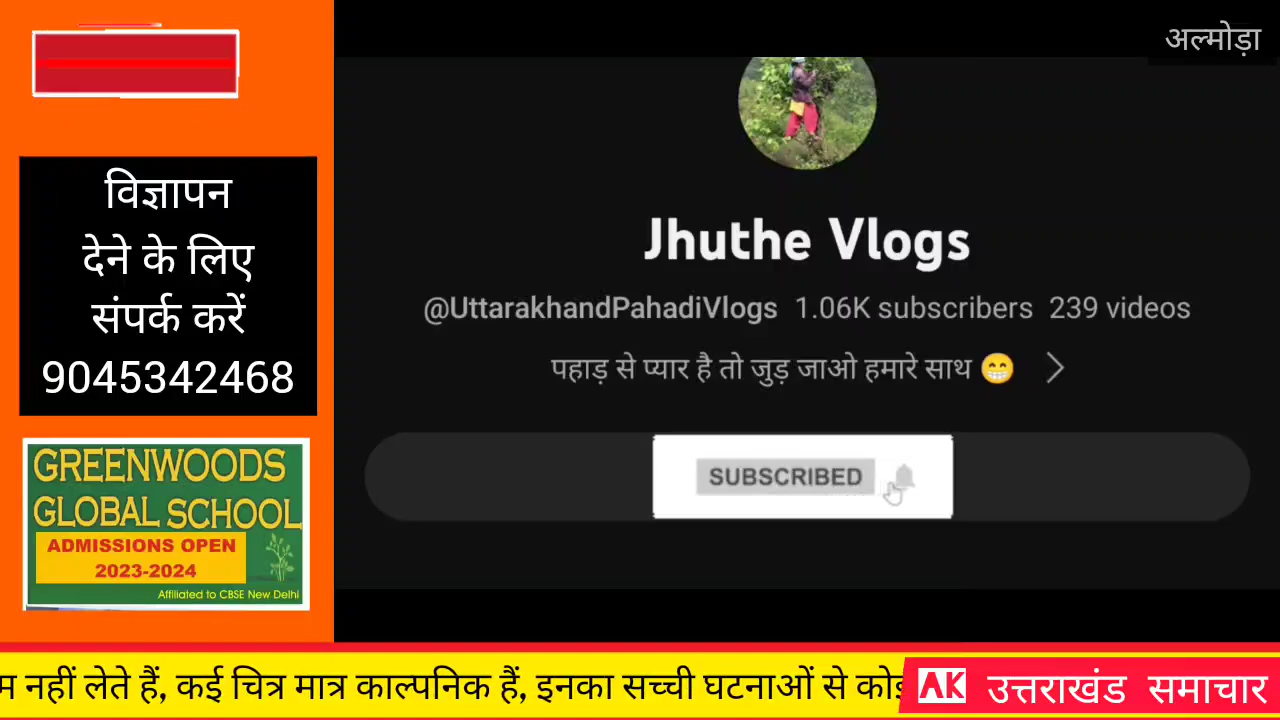 अल्मोड़ा
विज्ञापन
देने के लिए
संपर्क करें
9045342468
GREENWOODS
GLOBAL SCHOOL
ADMISSIONS OPEN
2023-2024
Affiliated to CBSE New Delhi
Jhuthe Vlogs
@UttarakhandPahadiVlogs 1.06K subscribers 239 videos
पहाड़ से प्यार है तो जुड़ जाओ हमारे साथ 😁
SUBSCRIBED
नहीं लेते हैं, कई चित्र मात्र काल्पनिक हैं, इनका सच्ची घटनाओं से
AK उत्तराखंड समाचार